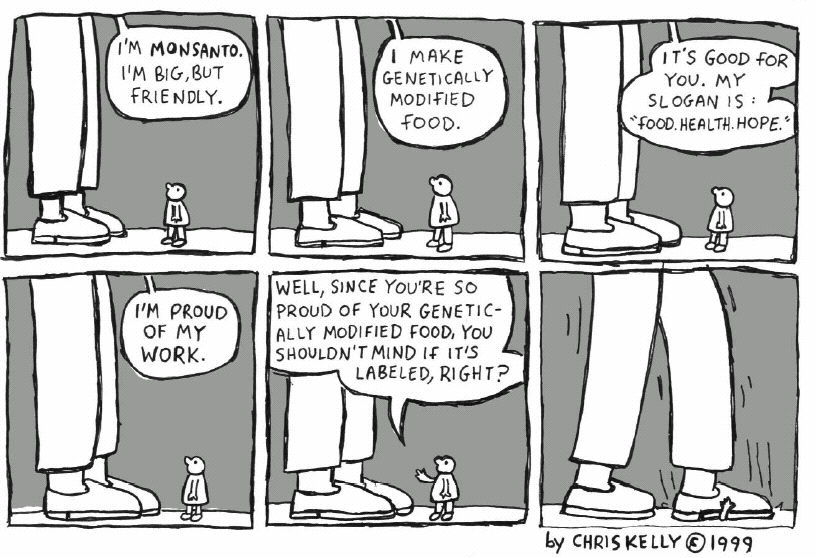 I'M MONSANTO.
I'M BIG, BUT
FRIENDLY.
I MAKE
GENETICALLY
MODIFIED
FOOD.
IT'S GOOD FOR
YOU. MY
SLOGAN IS:
"FOOD.HEALTH.HOPE."
I'M PROUD
OF MY
WORK.
WELL, SINCE YOU'RE SO
PROUD OF YOUR GENETIC-
ALLY MODIFIED FOOD, YOU
SHOULDN'T MIND IF IT'S
LABELED, RIGHT?
by CHRIS KELLY © 1999